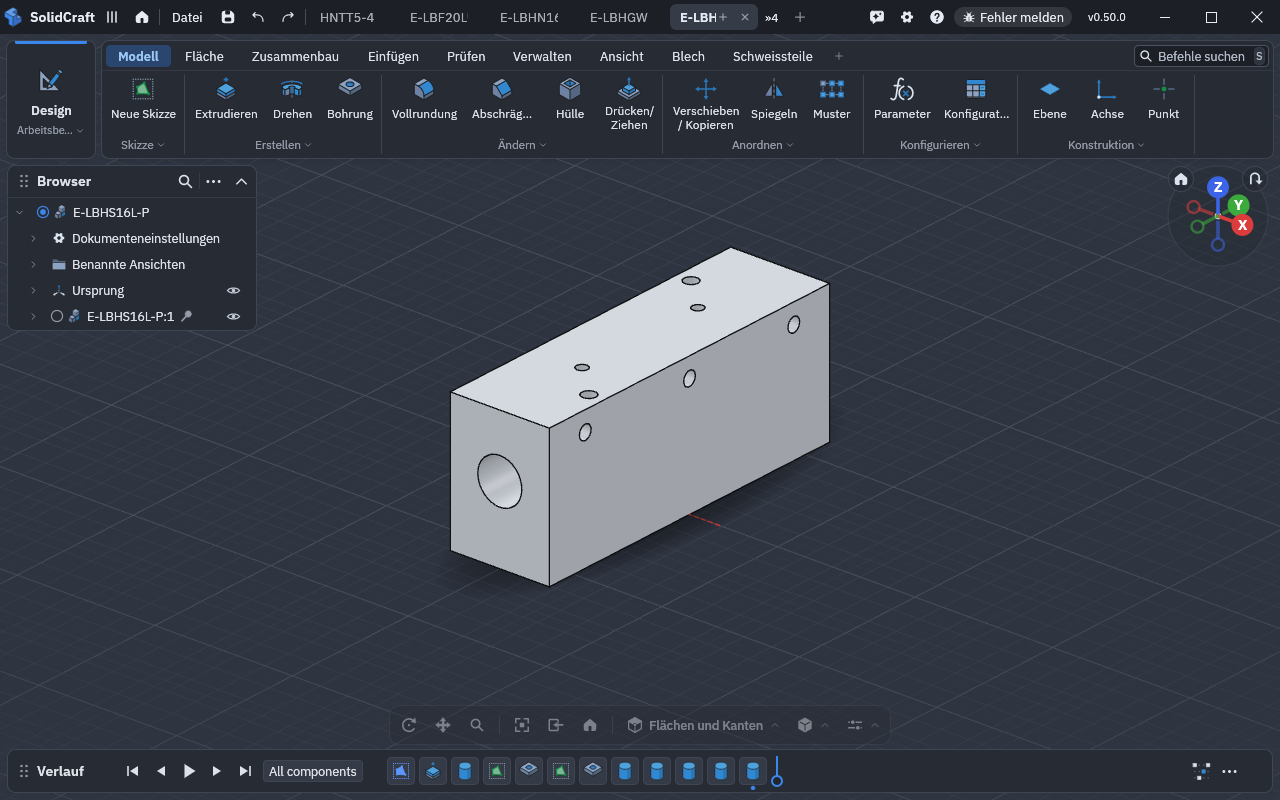 SolidCraft
Datei
HNTT5-4
E-LBF20L
E-LBHN16
E-LBHGW
E-LBH
»4
Fehler melden
v0.50.0
Design
Arbeitsbe...
Modell
Fläche
Zusammenbau
Einfügen
Prüfen
Verwalten
Ansicht
Blech
Schweissteile
Befehle suchen
S
Neue Skizze
Extrudieren
Drehen
Bohrung
Vollrundung
Abschräg...
Hülle
Drücken/
Ziehen
Verschieben
/ Kopieren
Spiegeln
Muster
Parameter
Konfigurat...
Ebene
Achse
Punkt
Skizze
Erstellen
Ändern
Anordnen
Konfigurieren
Konstruktion
Browser
E-LBHS16L-P
Dokumenteneinstellungen
Benannte Ansichten
Ursprung
E-LBHS16L-P:1
Z
Y
X
Flächen und Kanten
Verlauf
All components